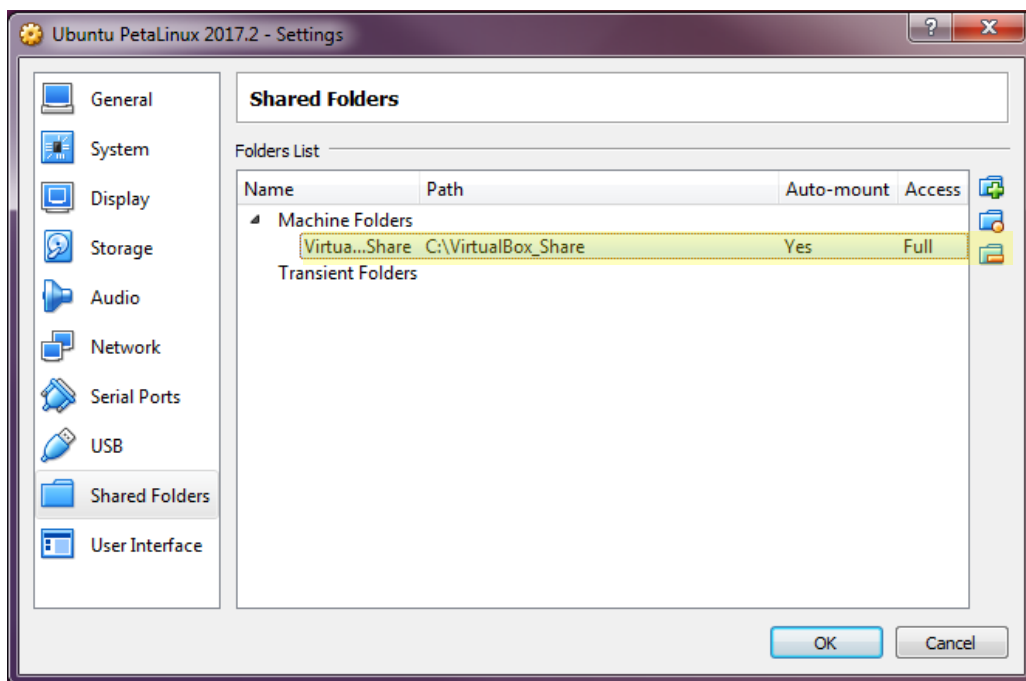 Ubuntu PetaLinux 2017.2 - Settings
? X
General
System
Display
Storage
Audio
Network
Serial Ports
USB
Shared Folders
User Interface
Shared Folders
Folders List
Name Path Auto-mount Access
Machine Folders
Virtua...Share C:\VirtualBox_Share Yes Full
Transient Folders
OK Cancel